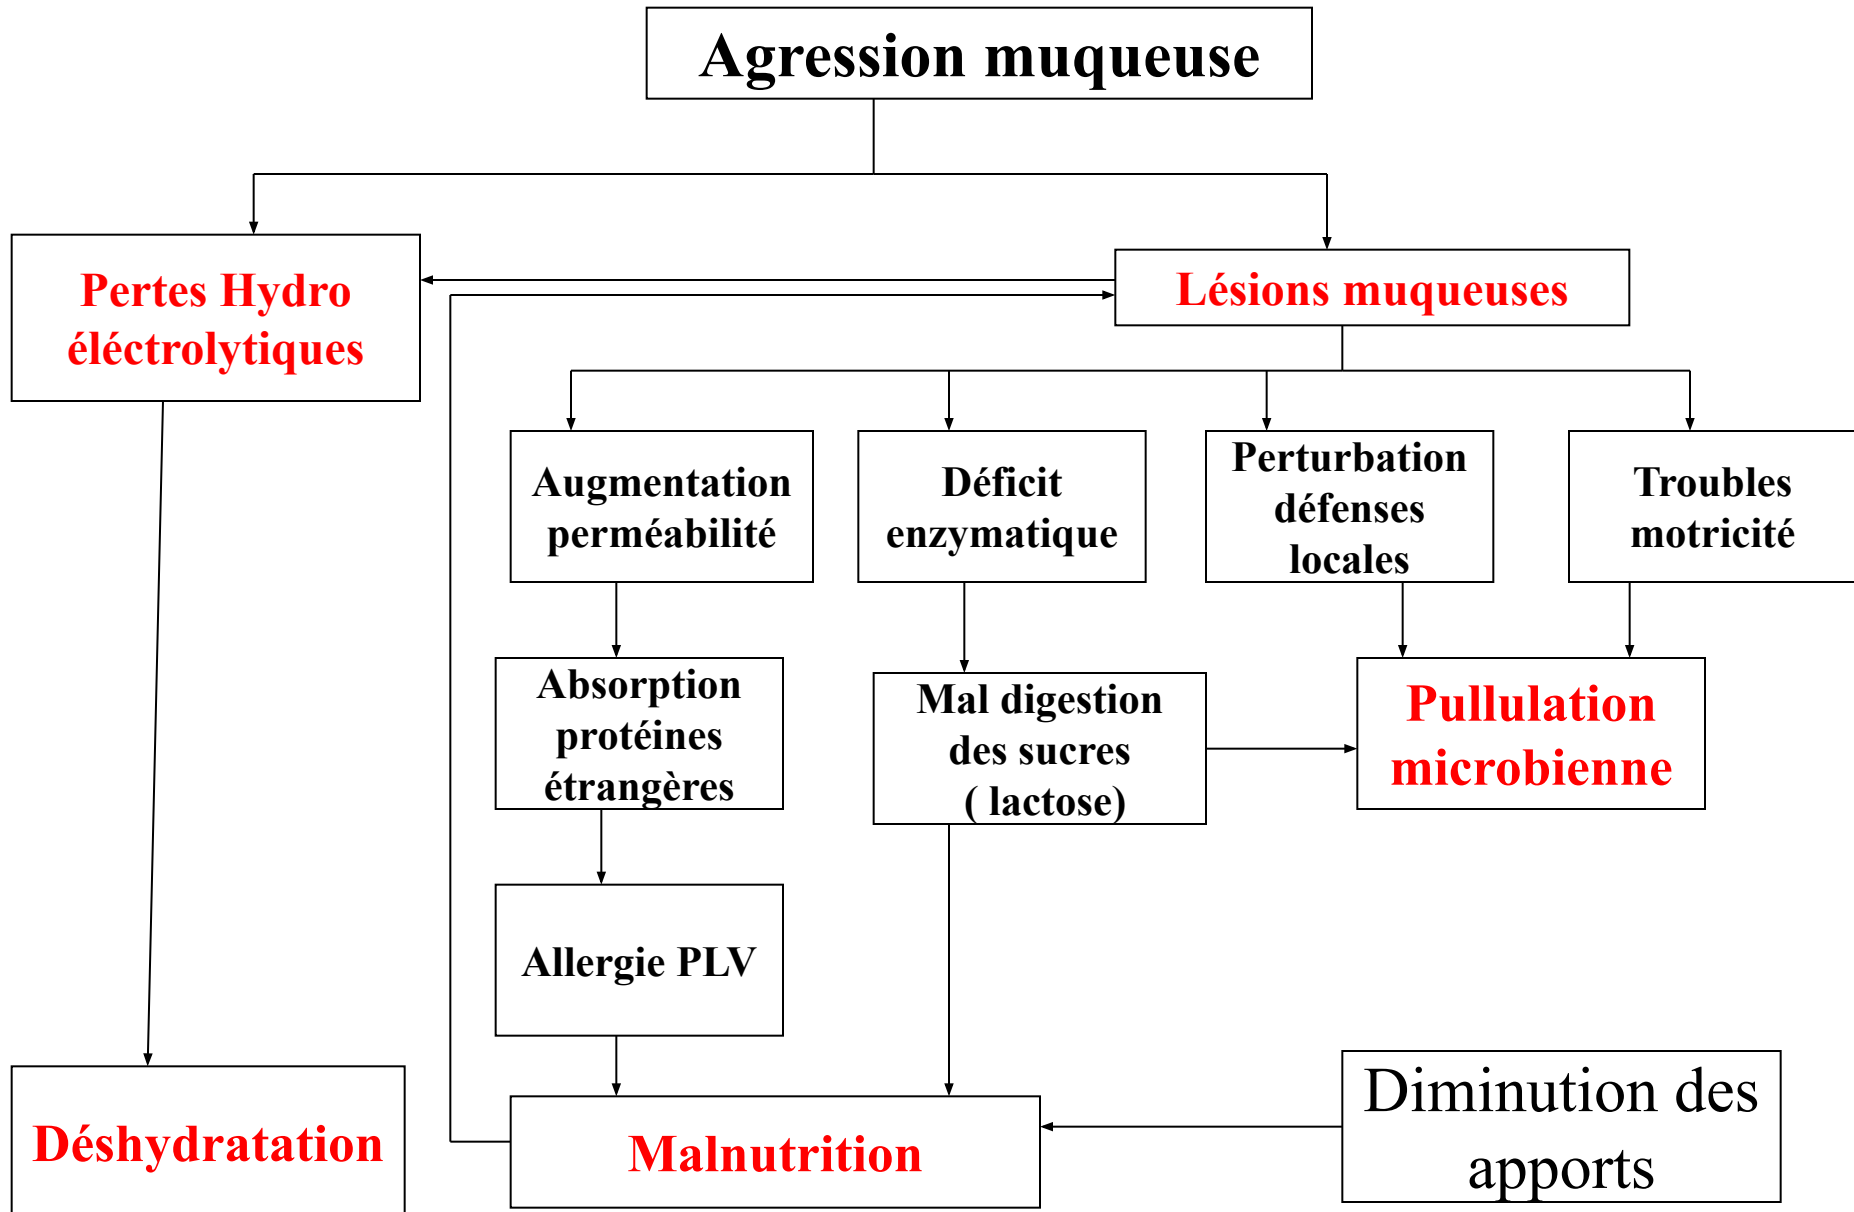 Agression muqueuse
Pertes Hydro
éléctrolytiques
Lésions muqueuses
Augmentation
perméabilité
Déficit
enzymatique
Perturbation
défenses
locales
Troubles
motricité
Absorption
protéines
étrangères
Mal digestion
des sucres
( lactose)
Pullulation
microbienne
Allergie PLV
Déshydratation
Malnutrition
Diminution des
apports